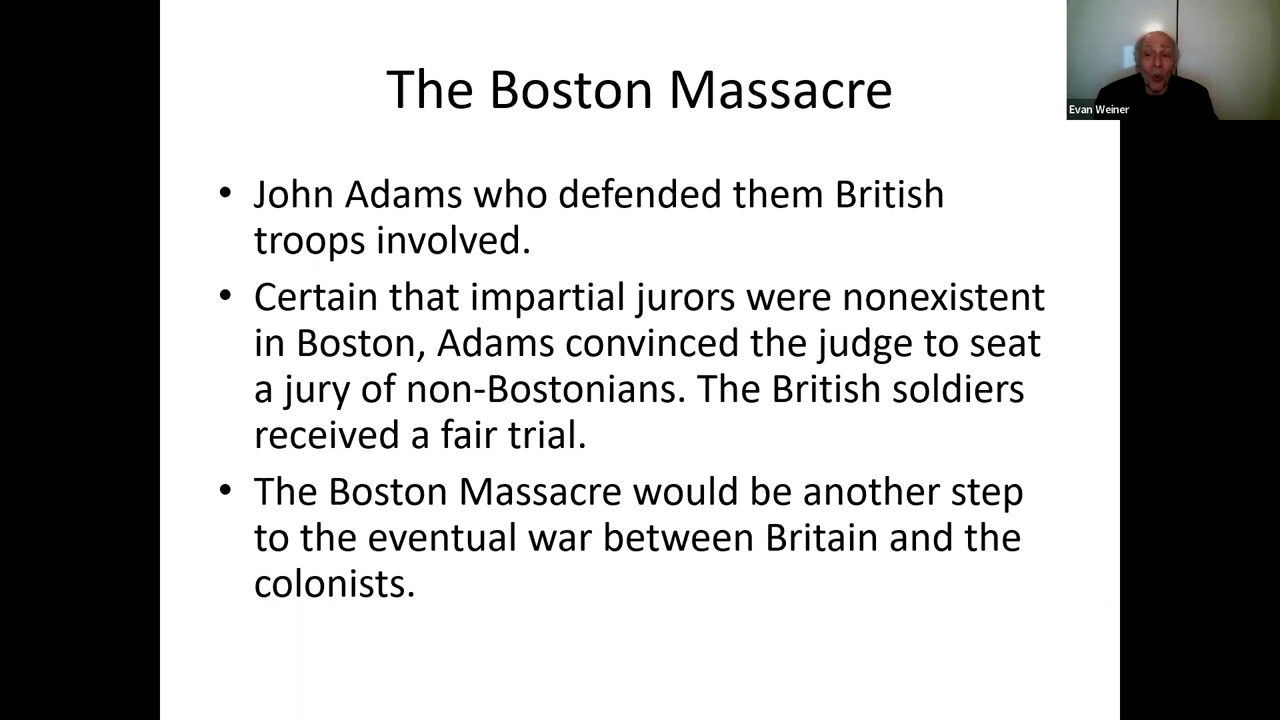 The Boston Massacre
Evan Weiner
• John Adams who defended them British
troops involved.
• Certain that impartial jurors were nonexistent
in Boston, Adams convinced the judge to seat
a jury of non-Bostonians. The British soldiers
received a fair trial.
• The Boston Massacre would be another step
to the eventual war between Britain and the
colonists.